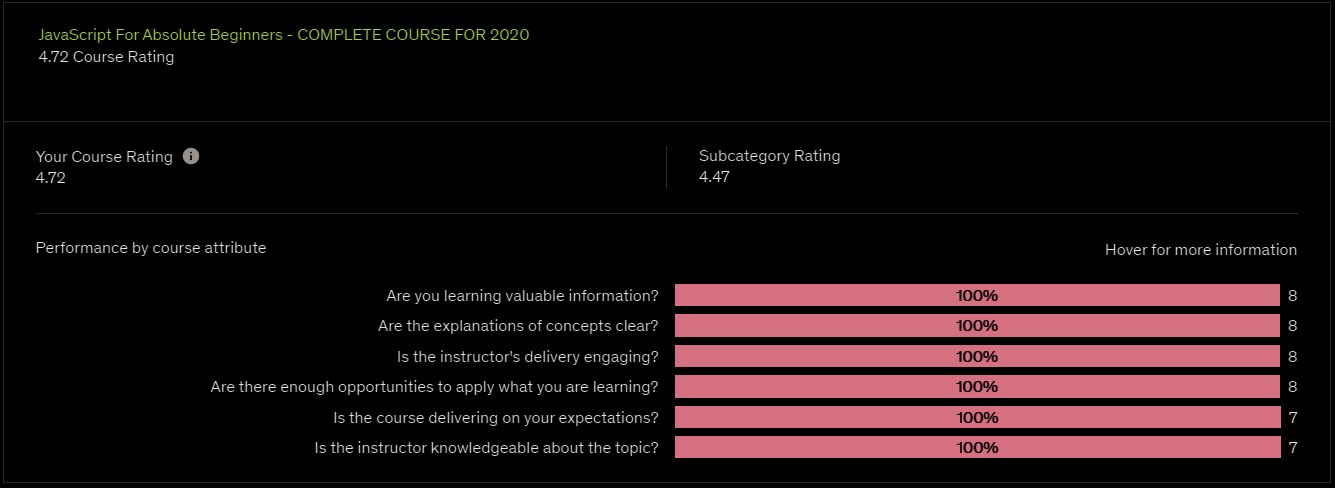 JavaScript For Absolute Beginners - COMPLETE COURSE FOR 2020
4.72 Course Rating
Your Course Rating
4.72
Subcategory Rating
4.47
Performance by course attribute
Hover for more information
Are you learning valuable information? 100% 8
Are the explanations of concepts clear? 100% 8
Is the instructor's delivery engaging? 100% 8
Are there enough opportunities to apply what you are learning? 100% 8
Is the course delivering on your expectations? 100% 7
Is the instructor knowledgeable about the topic? 100% 7